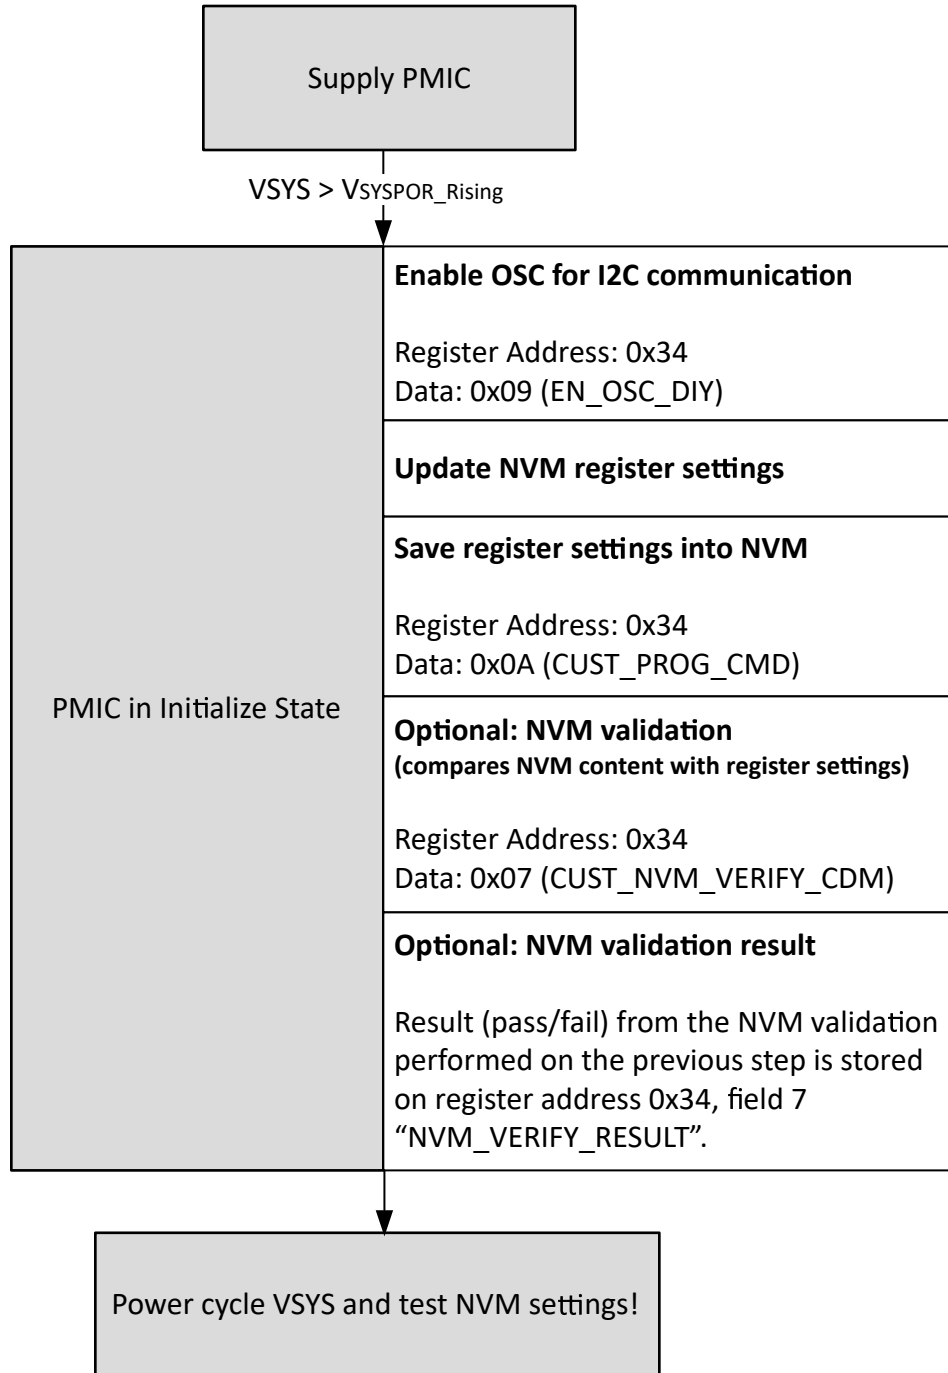 Supply PMIC
VSYS > VSYSPOR_Rising
Enable OSC for I2C communication
Register Address: 0x34
Data: 0x09 (EN_OSC_DIY)
Update NVM register settings
Save register settings into NVM
Register Address: 0x34
Data: 0x0A (CUST_PROG_CMD)
PMIC in Initialize State
Optional: NVM validation
(compares NVM content with register settings)
Register Address: 0x34
Data: 0x07 (CUST_NVM_VERIFY_CDM)
Optional: NVM validation result
Result (pass/fail) from the NVM validation
performed on the previous step is stored
on register address 0x34, field 7
“NVM_VERIFY_RESULT”.
Power cycle VSYS and test NVM settings!